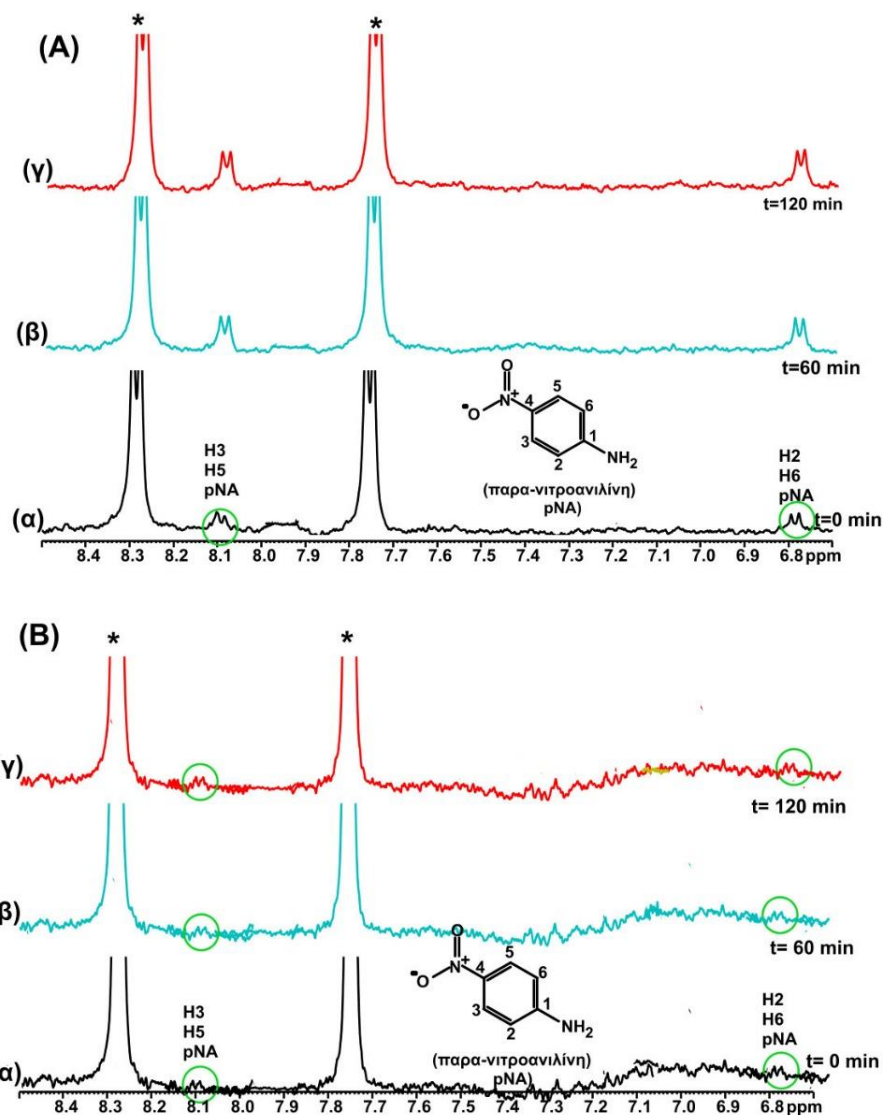 (A)
*
*
(γ)
t=120 min
(β)
t=60 min
O
N+
-O
4
5
6
3
2
1
NH2
(παρα-νιτροανιλίνη)
pNA)
H3
H5
pNA
H2
H6
pNA
(α)
t=0 min
8.4 8.3 8.2 8.1 8.0 7.9 7.8 7.7 7.6 7.5 7.4 7.3 7.2 7.1 7.0 6.9 6.8 ppm
(B)
*
*
γ)
t= 120 min
β)
t= 60 min
O
N+
-O
4
5
6
3
2
1
NH2
(παρα-νιτροανιλίνη)
pNA)
H3
H5
pNA
H2
H6
pNA
α)
t= 0 min
8.4 8.3 8.2 8.1 8.0 7.9 7.8 7.7 7.6 7.5 7.4 7.3 7.2 7.1 7.0 6.9 6.8 ppm